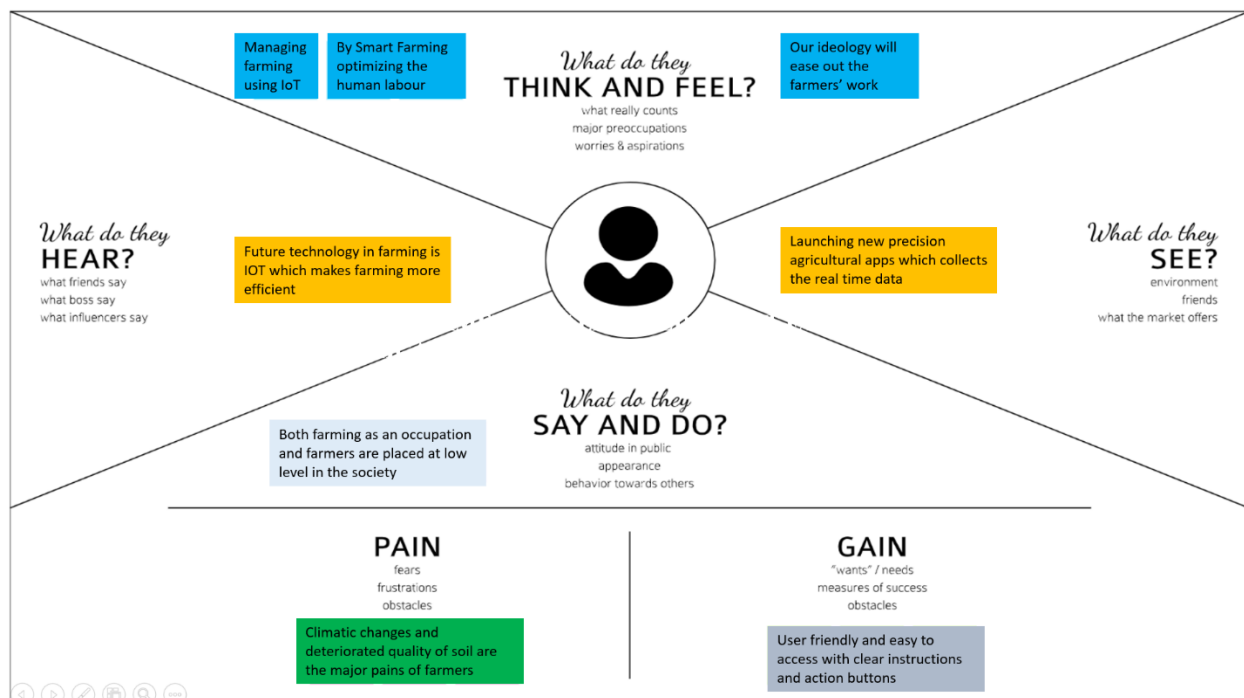 Managing
farming
using IoT
By Smart Farming
optimizing the
human labour
What do they
THINK AND FEEL?
what really counts
major preoccupations
worries & aspirations
Our ideology will
ease out the
farmers' work
What do they
HEAR?
what friends say
what boss say
what influencers say
Future technology in farming is
IOT which makes farming more
efficient
Launching new precision
agricultural apps which collects
the real time data
What do they
SEE?
environment
friends
what the market offers
What do they
SAY AND DO?
attitude in public
appearance
behavior towards others
Both farming as an occupation
and farmers are placed at low
level in the society
PAIN
fears
frustrations
obstacles
Climatic changes and
deteriorated quality of soil are
the major pains of farmers
GAIN
"wants" / needs
measures of success
obstacles
User friendly and easy to
access with clear instructions
and action buttons